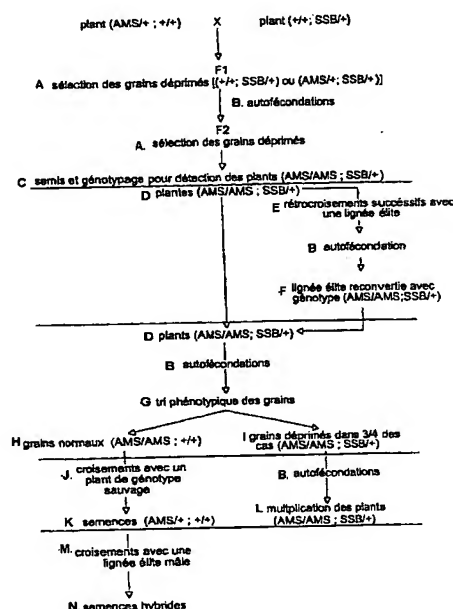 plant (AMS/+ ; +/+) X plant (+/+; SSB/+)
F1
A sélection des grains déprimés [(+/+; SSB/+) ou (AMS/+; SSB/+)]
B. autofécondations
F2
A. sélection des grains déprimés
C semis et génotypage pour détection des plants (AMS/AMS ; SSB/+)
D plantes (AMS/AMS ; SSB/+)
E rétrocroisements succéssifs avec
une lignée élite
B autofécondation
F lignée élite reconvertie avec
génotype (AMS/AMS;SSB/+)
D plants (AMS/AMS; SSB/+)
B autofécondations
G tri phénotypique des grains
H grains normaux (AMS/AMS ; +/+)
I grains déprimés dans 3/4 des
cas (AMS/AMS ; SSB/+)
J. croisements avec un
plant de génotype
sauvage
B. autofécondations
K semences (AMS/+ ; +/+)
L multiplication des plants
(AMS/AMS ; SSB/+)
M. croisements avec une
lignée élite mâle
N semences hybrides